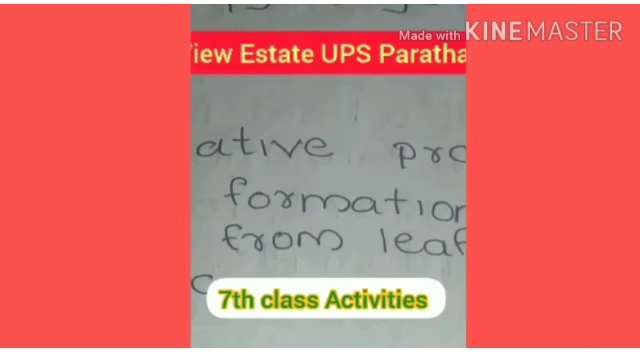 Made with KINEMASTER
iew Estate UPS Paratha
ative pro
formation
from leaf
7th class Activities